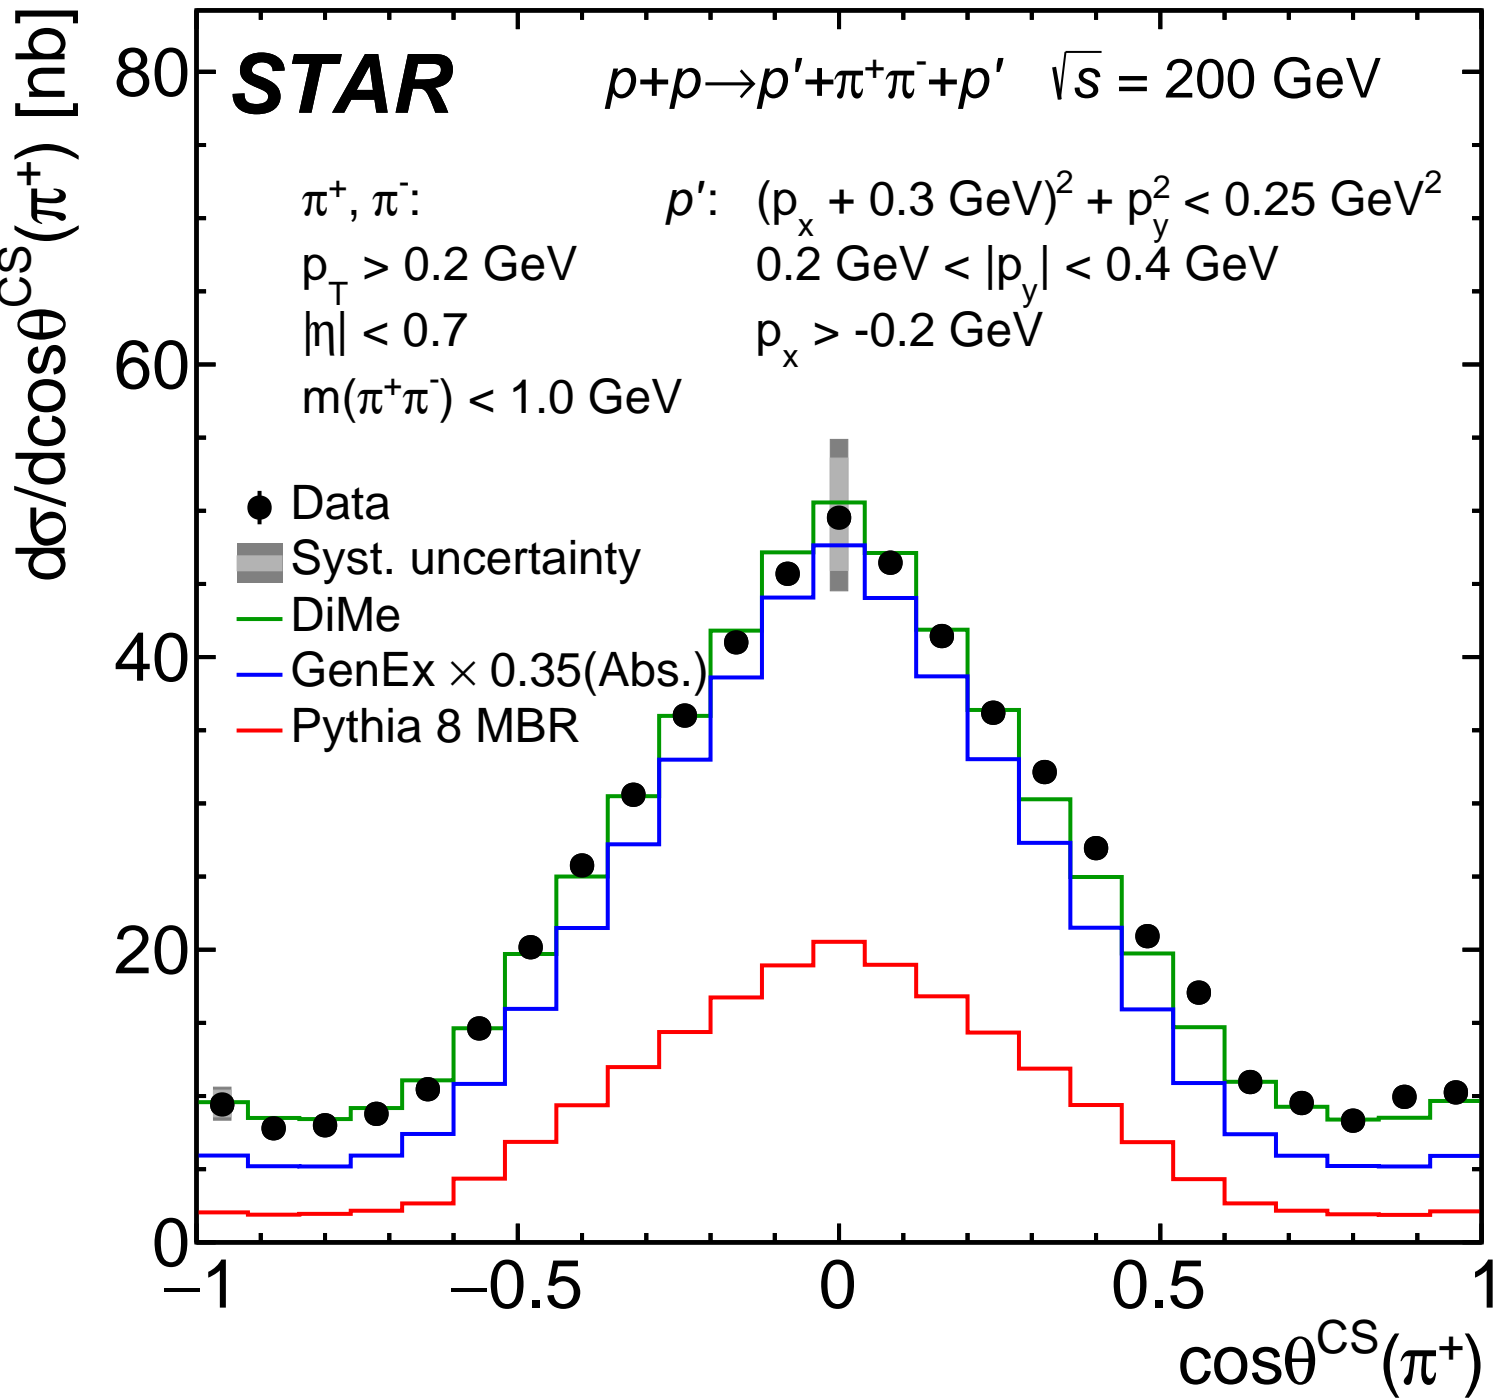 dσ/dcosθ^CS(π⁺) [nb]
80
60
40
20
0
STAR p+p→p′+π⁺π⁻+p′ √s = 200 GeV
π⁺, π⁻: p′: (p_x + 0.3 GeV)² + p_y² < 0.25 GeV²
p_T > 0.2 GeV 0.2 GeV < |p_y| < 0.4 GeV
|η| < 0.7 p_x > -0.2 GeV
m(π⁺π⁻) < 1.0 GeV
Data
Syst. uncertainty
DiMe
GenEx × 0.35(Abs.)
Pythia 8 MBR
−1 −0.5 0 0.5 1
cosθ^CS(π⁺)